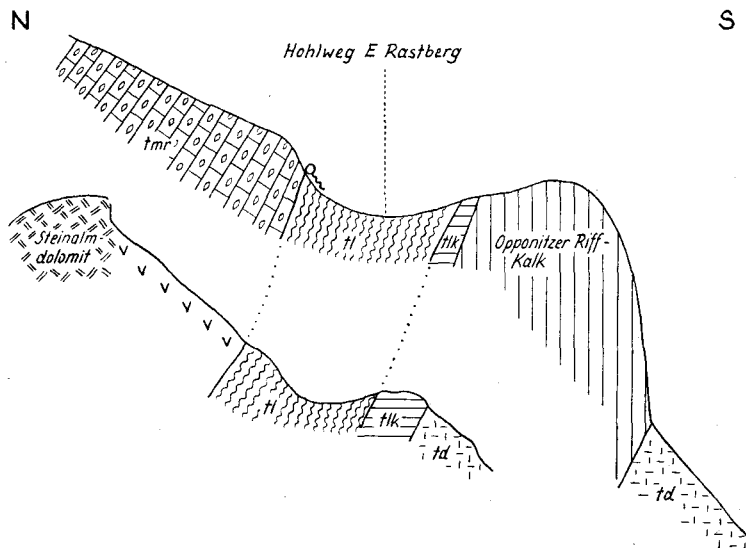 N
S
Hohlweg E Rastberg
tmr
tl
tlk
Opponitzer Riff-
Kalk
Steinalm-
dolomit
tl
tlk
td
td